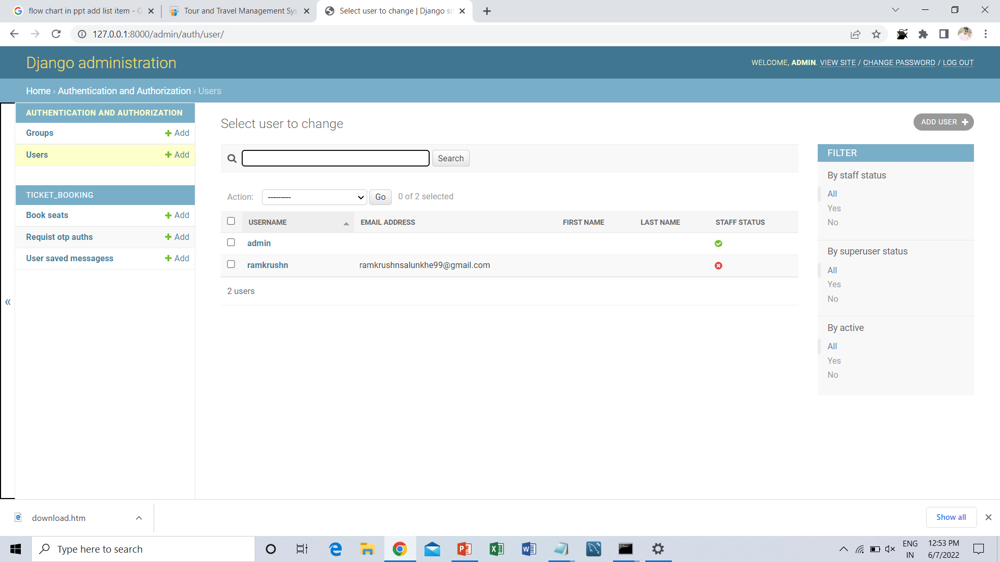 flow chart in ppt add list item - G
Tour and Travel Management Sys
Select user to change | Django si
127.0.0.1:8000/admin/auth/user/
Django administration
WELCOME, ADMIN. VIEW SITE / CHANGE PASSWORD / LOG OUT
Home › Authentication and Authorization › Users
AUTHENTICATION AND AUTHORIZATION
Groups + Add
Users + Add
TICKET_BOOKING
Book seats + Add
Requist otp auths + Add
User saved messagess + Add
«
Select user to change
ADD USER +
Search
Action: --------- Go 0 of 2 selected
USERNAME EMAIL ADDRESS FIRST NAME LAST NAME STAFF STATUS
admin
ramkrushn ramkrushnsalunkhe99@gmail.com
2 users
FILTER
By staff status
All
Yes
No
By superuser status
All
Yes
No
By active
All
Yes
No
download.htm
Show all
Type here to search
ENG
IN
12:53 PM
6/7/2022